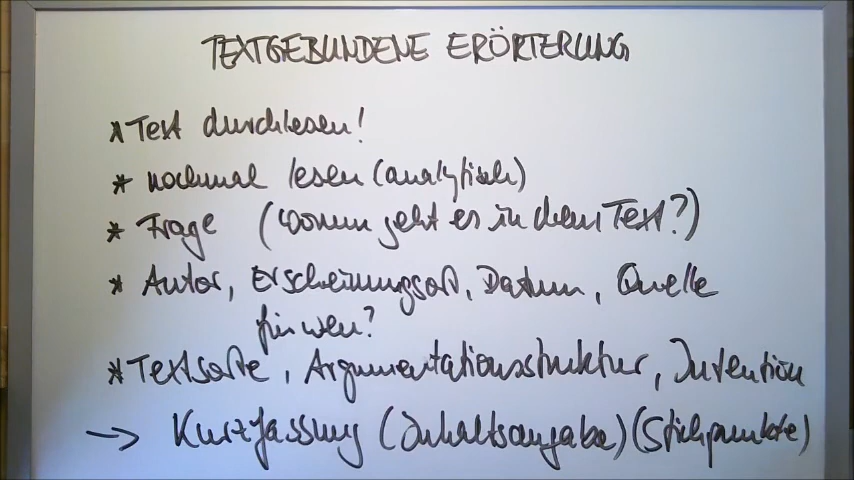 TEXTGEBUNDENE ERÖRTERUNG
* Text durchlesen!
* nochmal lesen (analytisch)
* Frage (worum geht es in dem Text?)
* Autor, Erscheinungsort, Datum, Quelle
für wen?
* Textsorte, Argumentationsstruktur, Intention
→ Kurzfassung (Inhaltsangabe) (Stichpunkte)